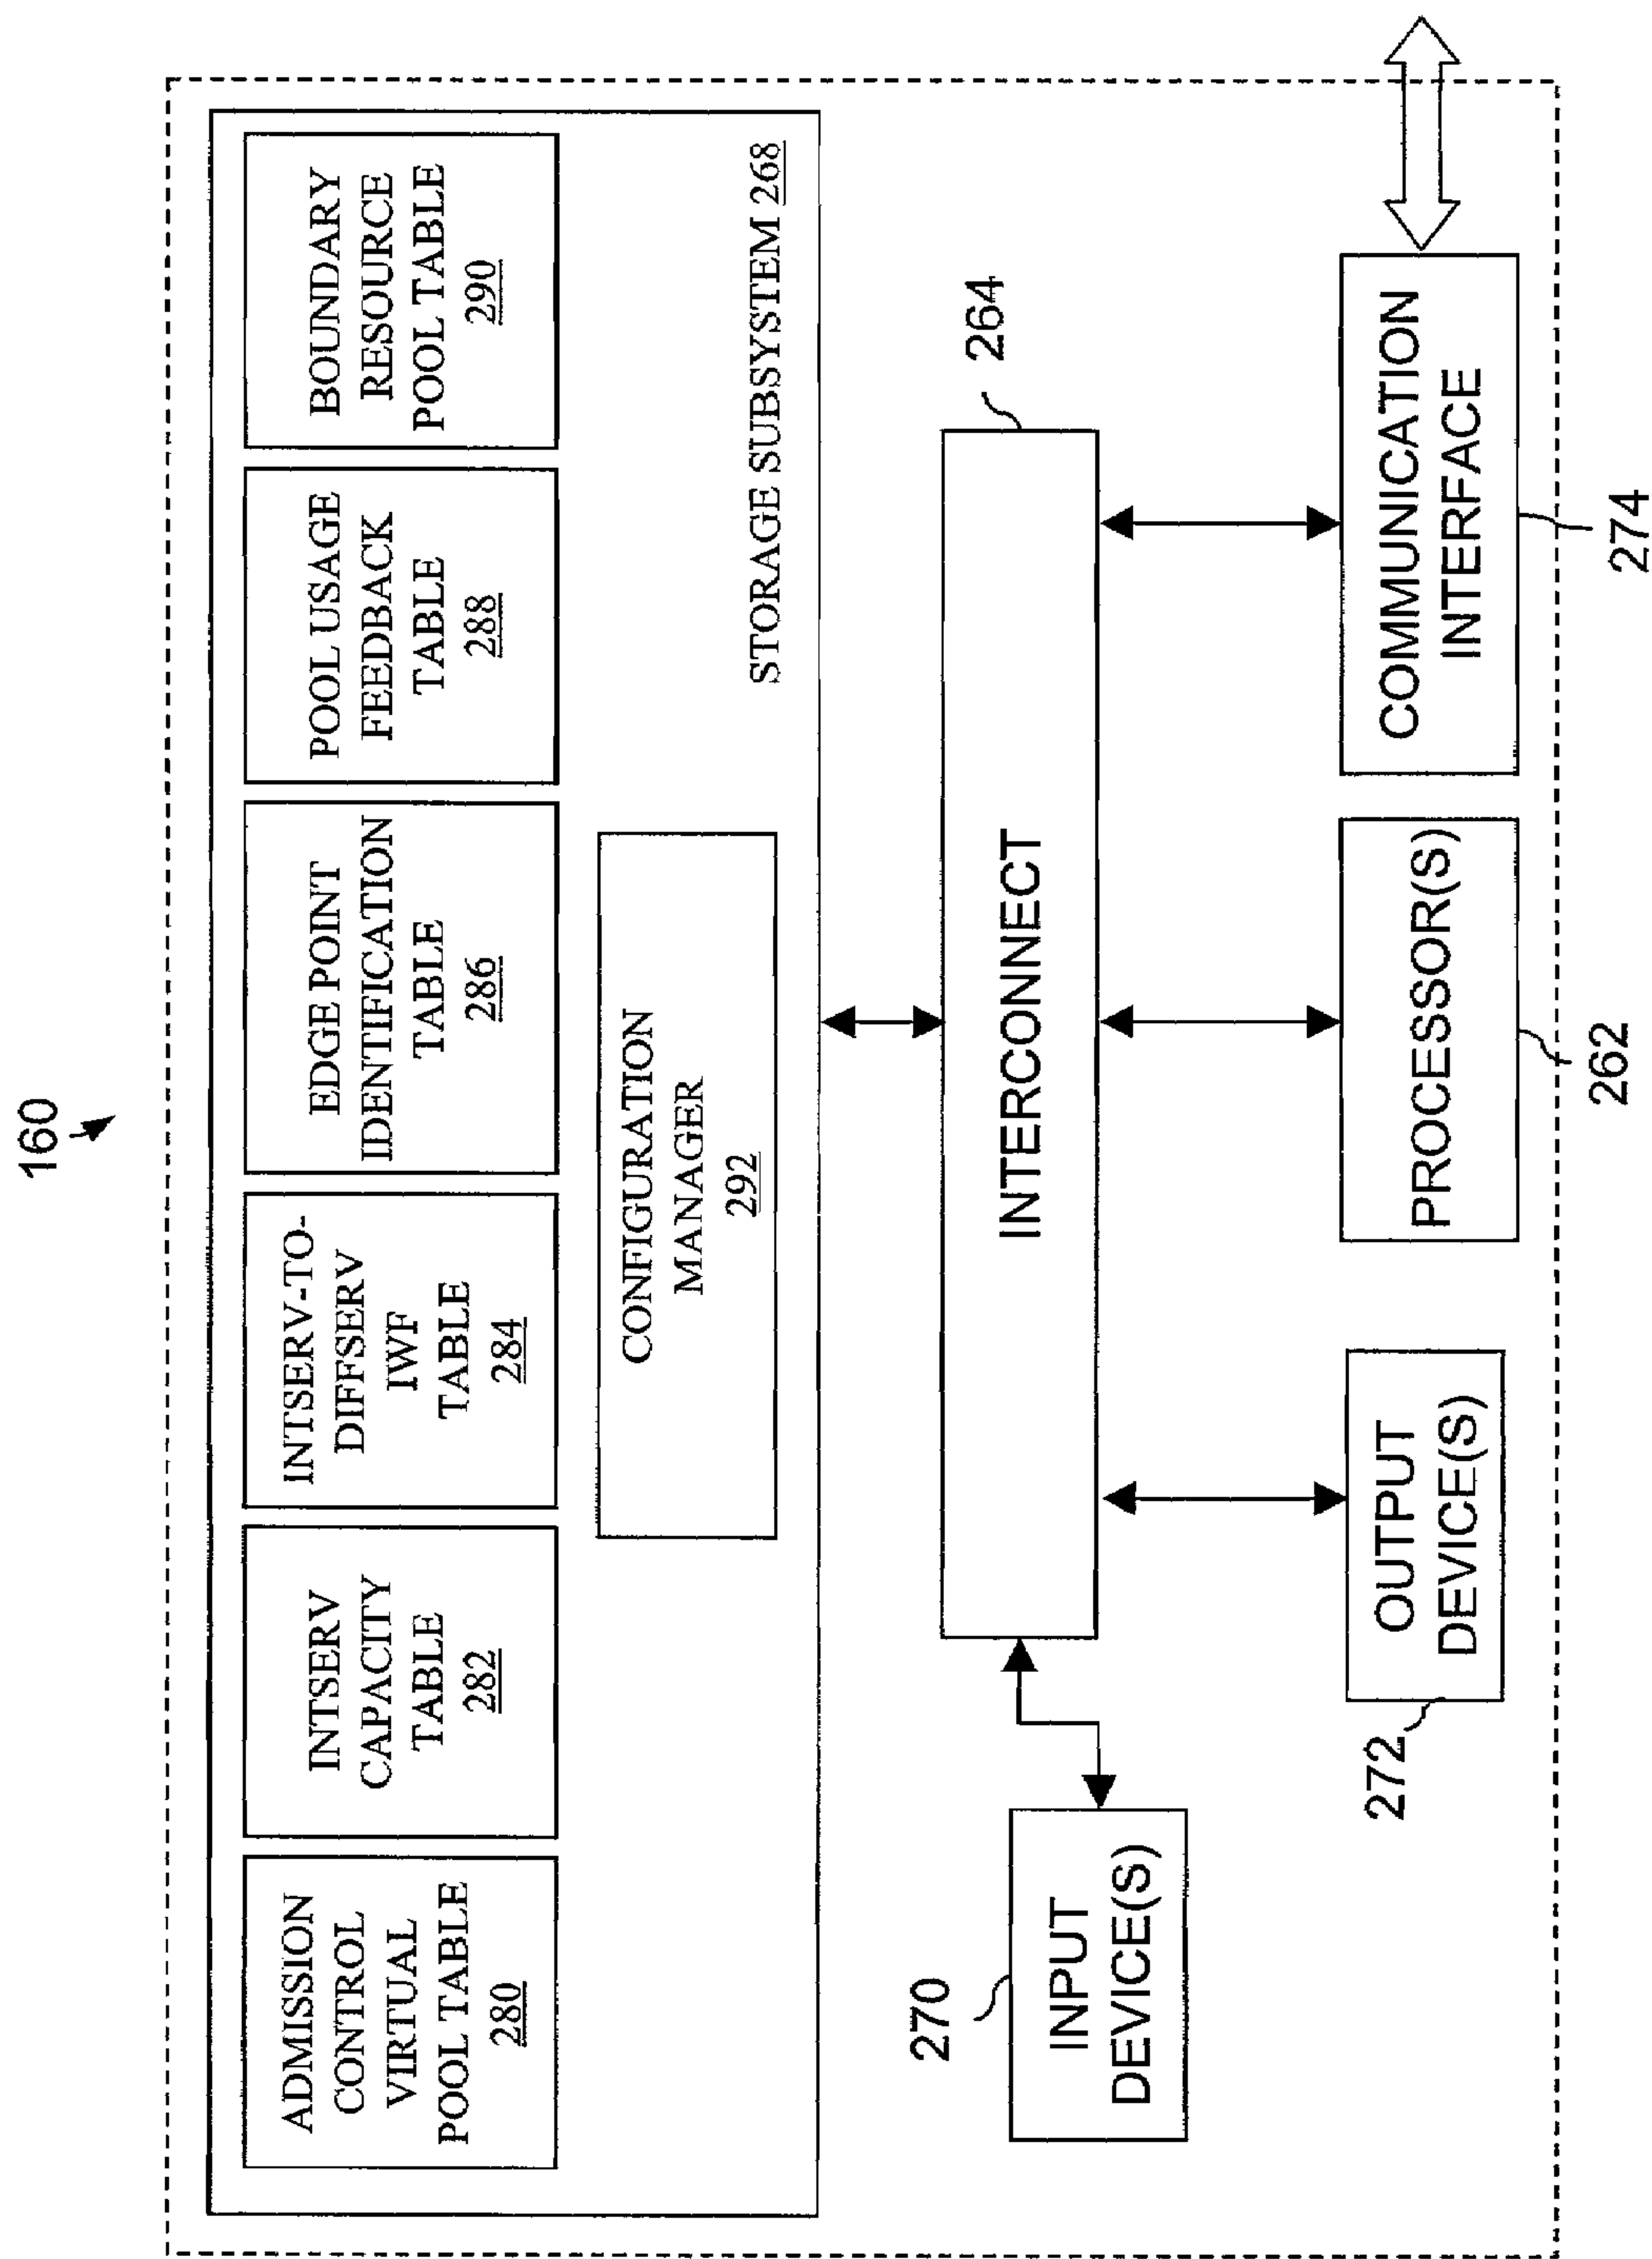 160
ADMISSION
CONTROL
VIRTUAL
POOL TABLE
280
INTSERV
CAPACITY
TABLE
282
INTSERV-TO-
DIFFSERV
IWF
TABLE
284
EDGE POINT
IDENTIFICATION
TABLE
286
POOL USAGE
FEEDBACK
TABLE
288
BOUNDARY
RESOURCE
POOL TABLE
290
CONFIGURATION
MANAGER
292
STORAGE SUBSYSTEM 268
INTERCONNECT
264
270
INPUT
DEVICE(S)
272
OUTPUT
DEVICE(S)
PROCESSOR(S)
262
COMMUNICATION
INTERFACE
274